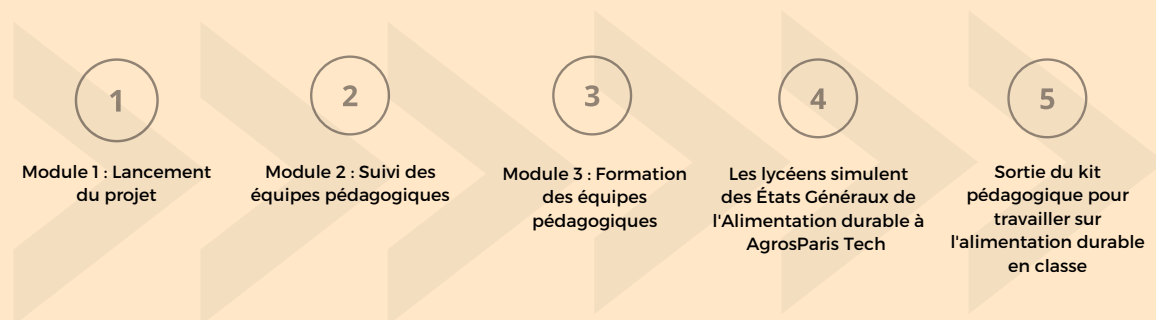 1
Module 1 : Lancement
du projet
2
Module 2 : Suivi des
équipes pédagogiques
3
Module 3 : Formation
des équipes
pédagogiques
4
Les lycéens simulent
des États Généraux de
l'Alimentation durable à
AgrosParis Tech
5
Sortie du kit
pédagogique pour
travailler sur
l'alimentation durable
en classe